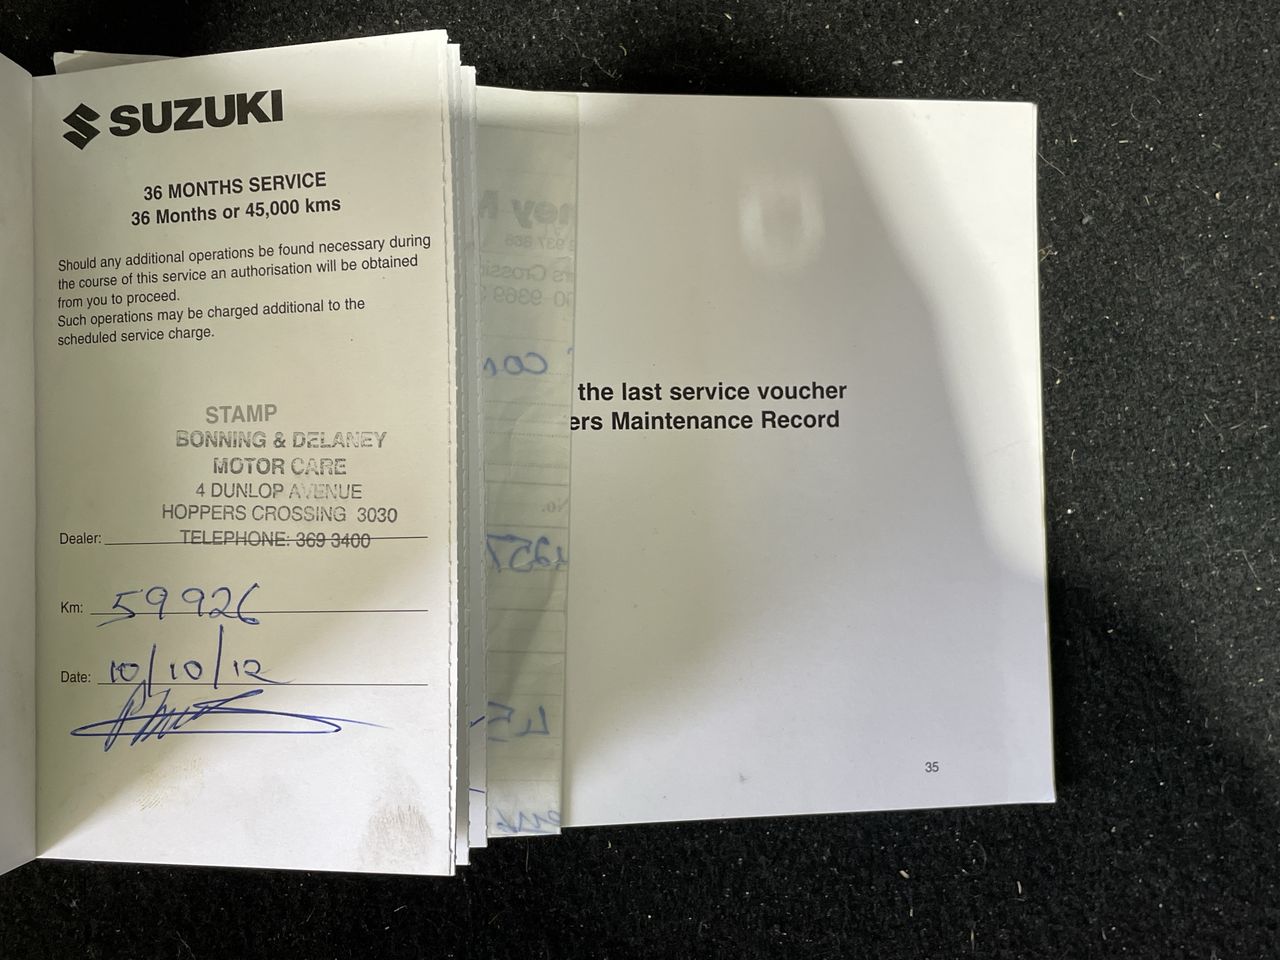 SUZUKI
36 MONTHS SERVICE
36 Months or 45,000 kms
Should any additional operations be found necessary during
the course of this service an authorisation will be obtained
from you to proceed.
Such operations may be charged additional to the
scheduled service charge.
STAMP
BONNING & DELANEY
MOTOR CARE
4 DUNLOP AVENUE
HOPPERS CROSSING 3030
TELEPHONE: 369 3400
Dealer:
Km: 59926
Date: 10/10/12
the last service voucher
ers Maintenance Record
35